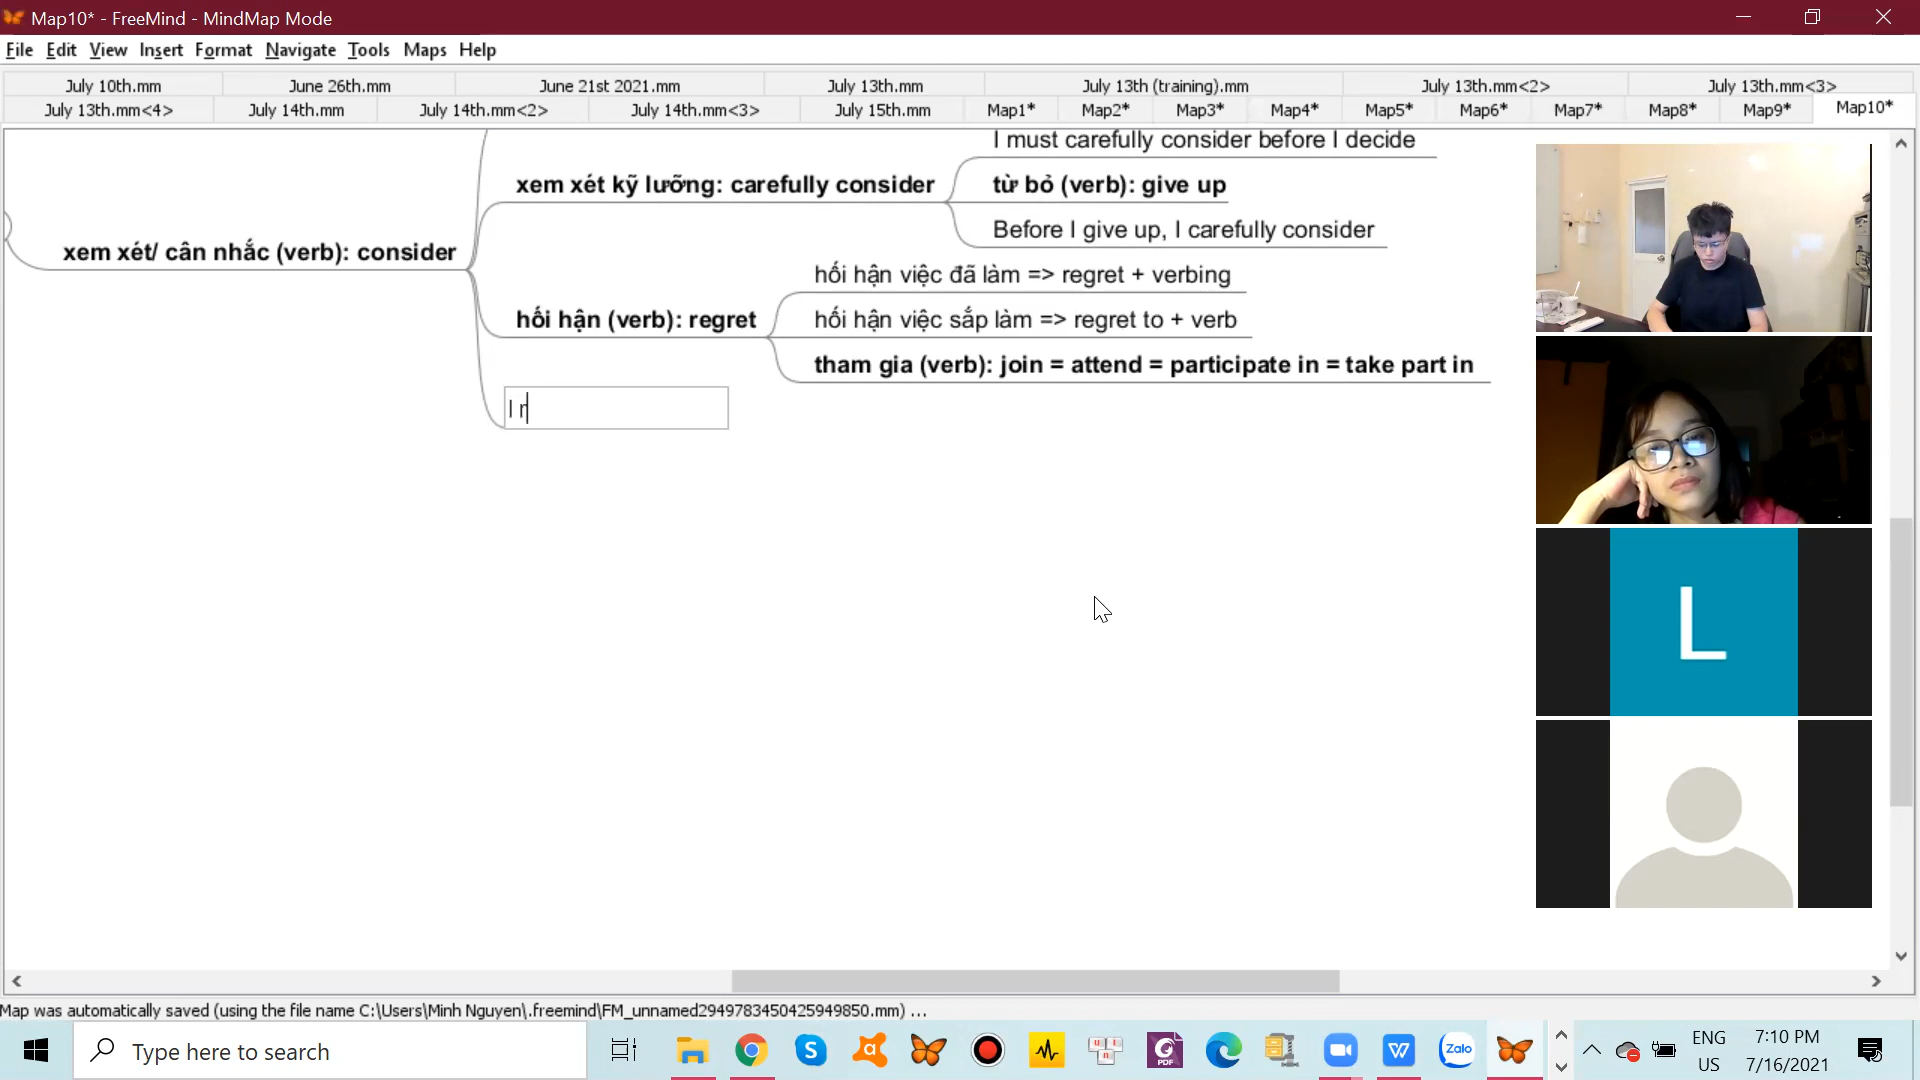 Map10* - FreeMind - MindMap Mode
File Edit View Insert Format Navigate Tools Maps Help
July 10th.mm June 26th.mm June 21st 2021.mm July 13th.mm July 13th (training).mm July 13th.mm<2> July 13th.mm<3>
July 13th.mm<4> July 14th.mm July 14th.mm<2> July 14th.mm<3> July 15th.mm Map1* Map2* Map3* Map4* Map5* Map6* Map7* Map8* Map9* Map10*
I must carefully consider before I decide
xem xét kỹ lưỡng: carefully consider
từ bỏ (verb): give up
Before I give up, I carefully consider
xem xét/ cân nhắc (verb): consider
hối hận việc đã làm => regret + verbing
hối hận (verb): regret
hối hận việc sắp làm => regret to + verb
tham gia (verb): join = attend = participate in = take part in
I r
L
Map was automatically saved (using the file name C:\Users\Minh Nguyen\.freemind\FM_unnamed2949783450425949850.mm) ...
Type here to search
Zalo
PDF
ENG
US
7:10 PM
7/16/2021